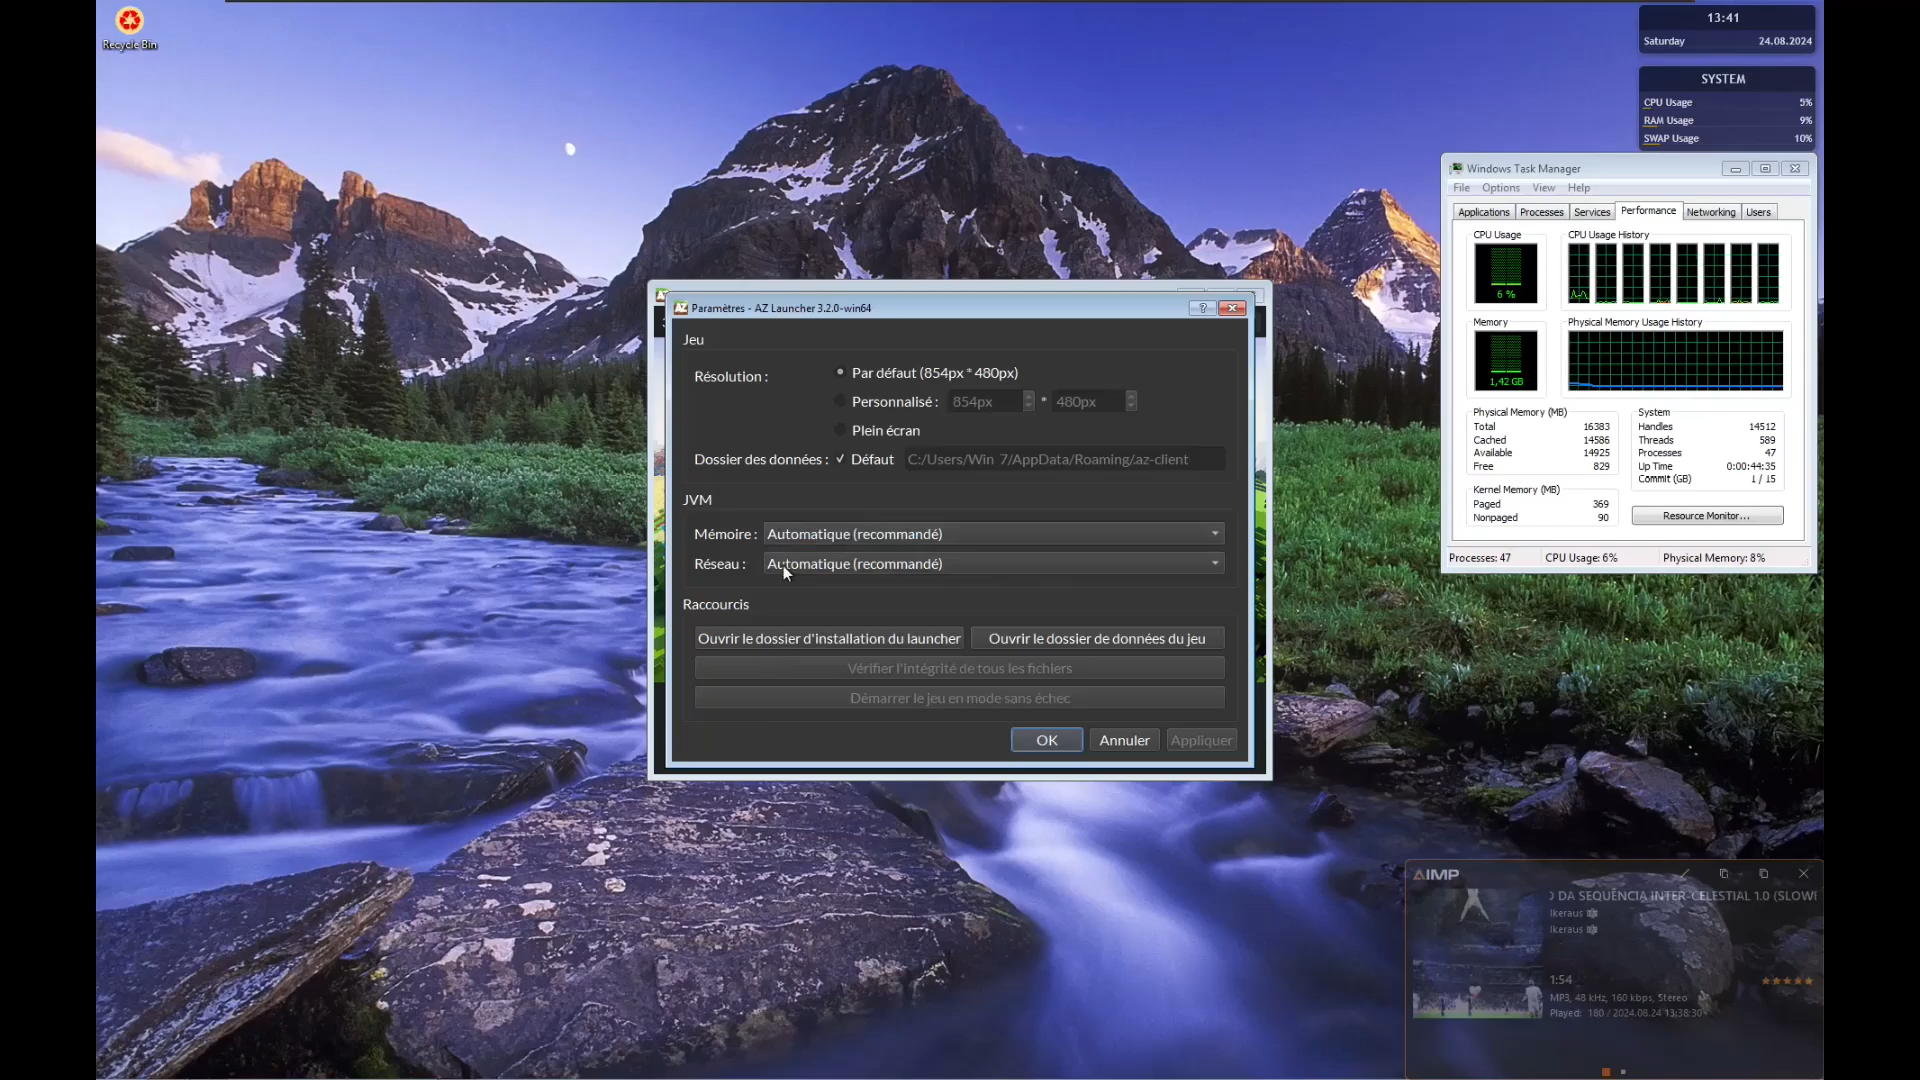 Recycle Bin
13:41
Saturday 24.08.2024
SYSTEM
CPU Usage 5%
RAM Usage 9%
SWAP Usage 10%
Windows Task Manager
File Options View Help
Applications Processes Services Performance Networking Users
CPU Usage CPU Usage History
6 %
Memory Physical Memory Usage History
1,42 GB
Physical Memory (MB)
Total 16383
Cached 14586
Available 14925
Free 829
Kernel Memory (MB)
Paged 369
Nonpaged 90
System
Handles 14512
Threads 589
Processes 47
Up Time 0:00:44:35
Commit (GB) 1 / 15
Resource Monitor...
Processes: 47 CPU Usage: 6% Physical Memory: 8%
Paramètres - AZ Launcher 3.2.0-win64
Jeu
Résolution : Par défaut (854px * 480px)
Personnalisé : 854px * 480px
Plein écran
Dossier des données : ✓ Défaut C:/Users/Win 7/AppData/Roaming/.az-client
JVM
Mémoire : Automatique (recommandé)
Réseau : Automatique (recommandé)
Raccourcis
Ouvrir le dossier d'installation du launcher Ouvrir le dossier de données du jeu
Vérifier l'intégrité de tous les fichiers
Démarrer le jeu en mode sans échec
OK Annuler Appliquer
AIMP
DA SEQUÊNCIA INTER-CELESTIAL 1.0
Ikeraus
Ikeraus
1:54
MP3, 48 kHz, 160 kbps, Stereo
Played: 180 / 2024.08.24 13:38:30